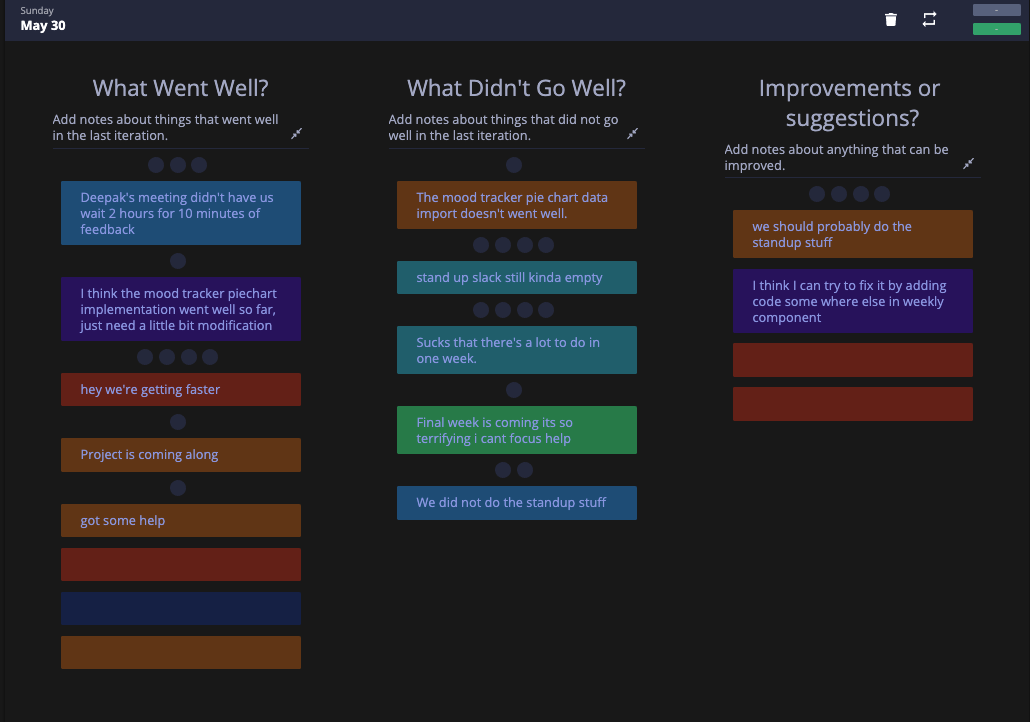 Sunday
May 30
-
-
What Went Well?
Add notes about things that went well
in the last iteration.
Deepak's meeting didn't have us
wait 2 hours for 10 minutes of
feedback
I think the mood tracker piechart
implementation went well so far,
just need a little bit modification
hey we're getting faster
Project is coming along
got some help
What Didn't Go Well?
Add notes about things that did not go
well in the last iteration.
The mood tracker pie chart data
import doesn't went well.
stand up slack still kinda empty
Sucks that there's a lot to do in
one week.
Final week is coming its so
terrifying i cant focus help
We did not do the standup stuff
Improvements or
suggestions?
Add notes about anything that can be
improved.
we should probably do the
standup stuff
I think I can try to fix it by adding
code some where else in weekly
component